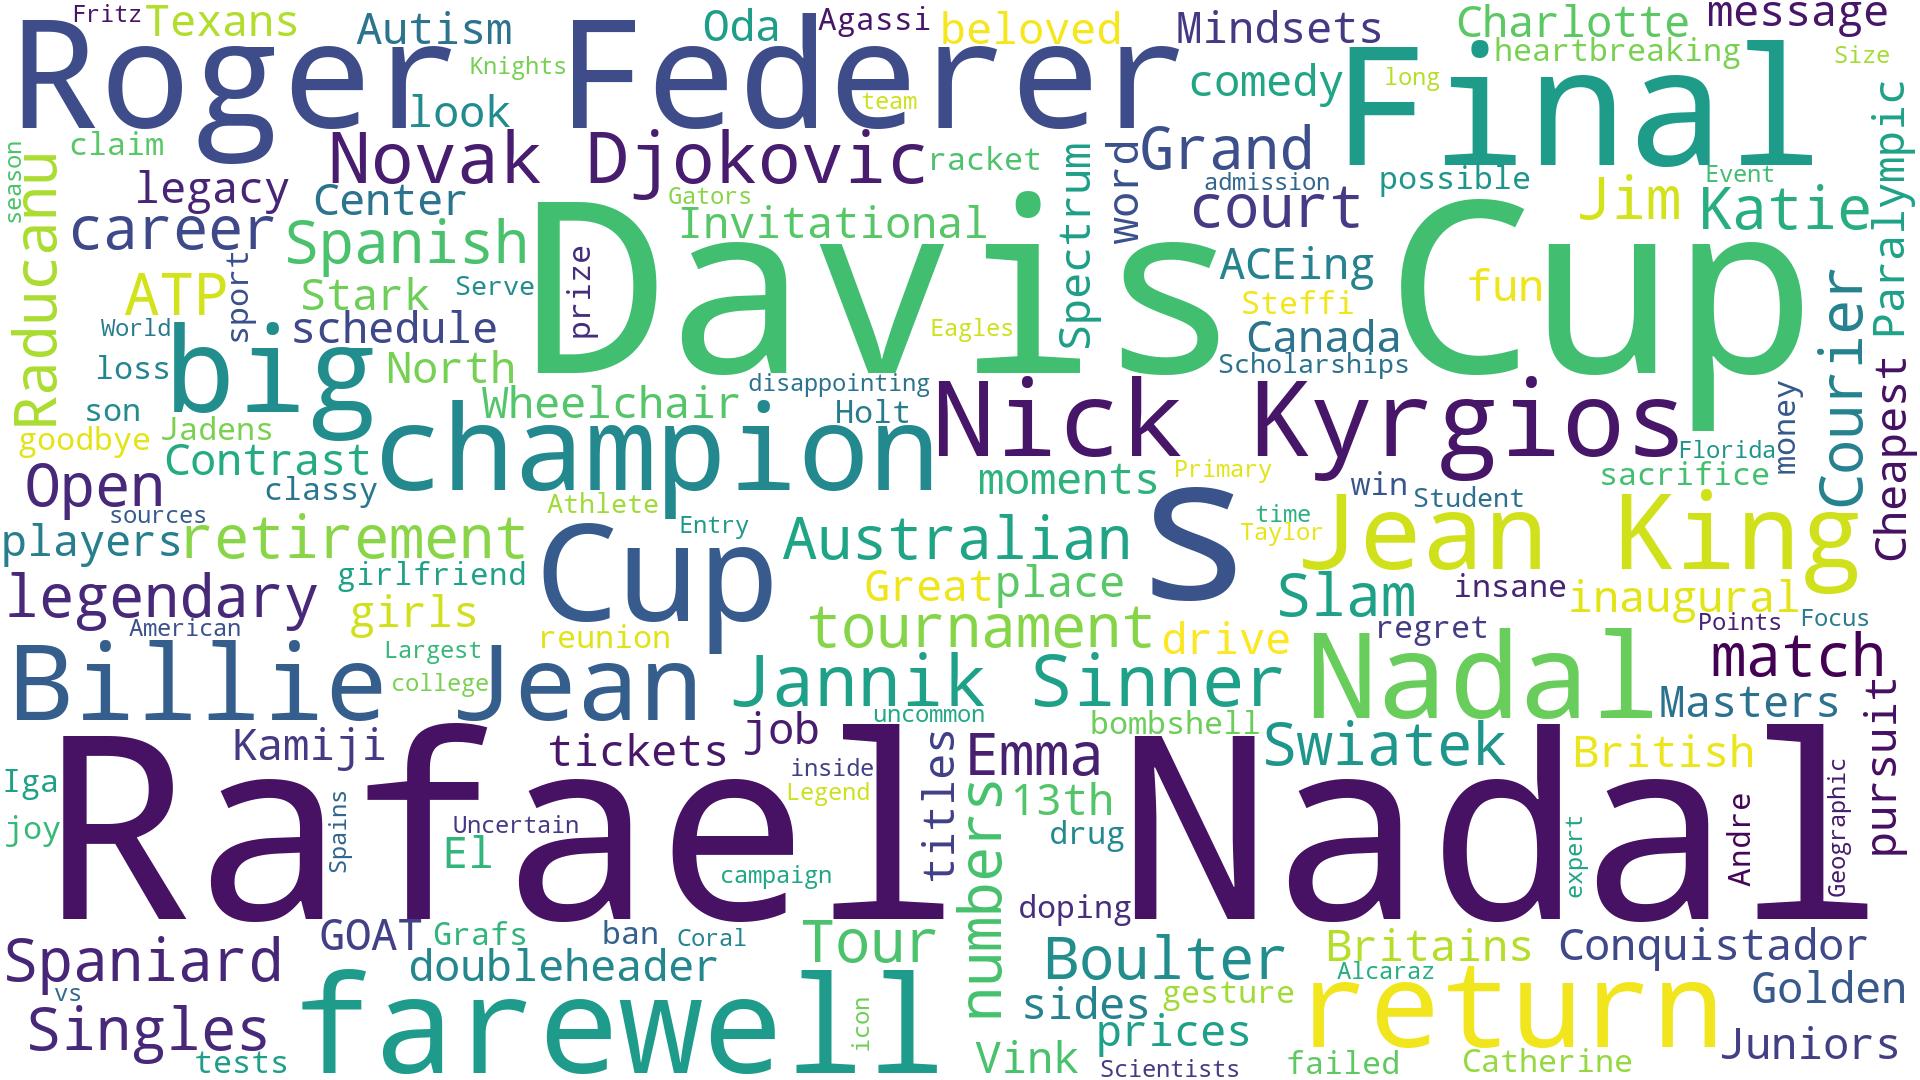 Fritz
Texans
Autism
Oda
Agassi
beloved
Mindsets
Charlotte
message
Roger Federer
Knights
look
team
comedy
Final
long
heartbreaking
Size
claim
Novak Djokovic
racket
Grand
possible
Event
Paralympic
season
Raducanu
legacy
career
Center
Spanish
Gators
Invitational
Spectrum
word
court
admission
Jim
Katie
ATP
sport
Stark
Serve
prize
Davis Cup
Eagles
ACEing
Steffi
fun
Courier
World
schedule
big
loss
North
Canada
Scholarships
Cheapest
son
Wheelchair
disappointing
Holt
Nick Kyrgios
money
goodbye
Jadens
Contrast
champion
Florida
Open
classy
moments
Primary
win
sacrifice
sources
Athlete
Student
players
retirement
Cup
Entry
Australian
s
time
Taylor
Jean King
legendary
girlfriend
girls
Great
place
Slam
insane
inaugural
American
reunion
tournament
drive
regret
Points
Focus
Billie Jean
Largest
college
Jannik Sinner
Nadal
match
Masters
pursuit
uncommon
bombshell
Kamiji
tickets
job
titles
Emma
Swiatek
British
Iga
joy
Rafael Nadal
Spains
inside
Legend
numbers
13th
drug
Uncertain
El
campaign
expert
Andre
Geographic
doping
GOAT
Grafs
ban
Coral
Tour
Spaniard
doubleheader
Boulter
Britains
Conquistador
Alcaraz
vs
farewell
icon
sides
gesture
return
Golden
Singles
tests
Vink
prices
Scientists
failed
Catherine
Juniors